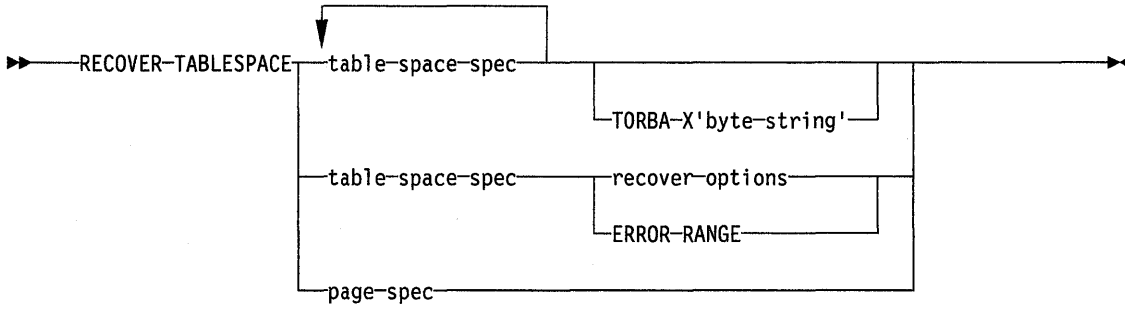 RECOVER TABLESPACE table space spec
TORBA X'byte string'
table space spec recover options
ERROR RANGE
page spec